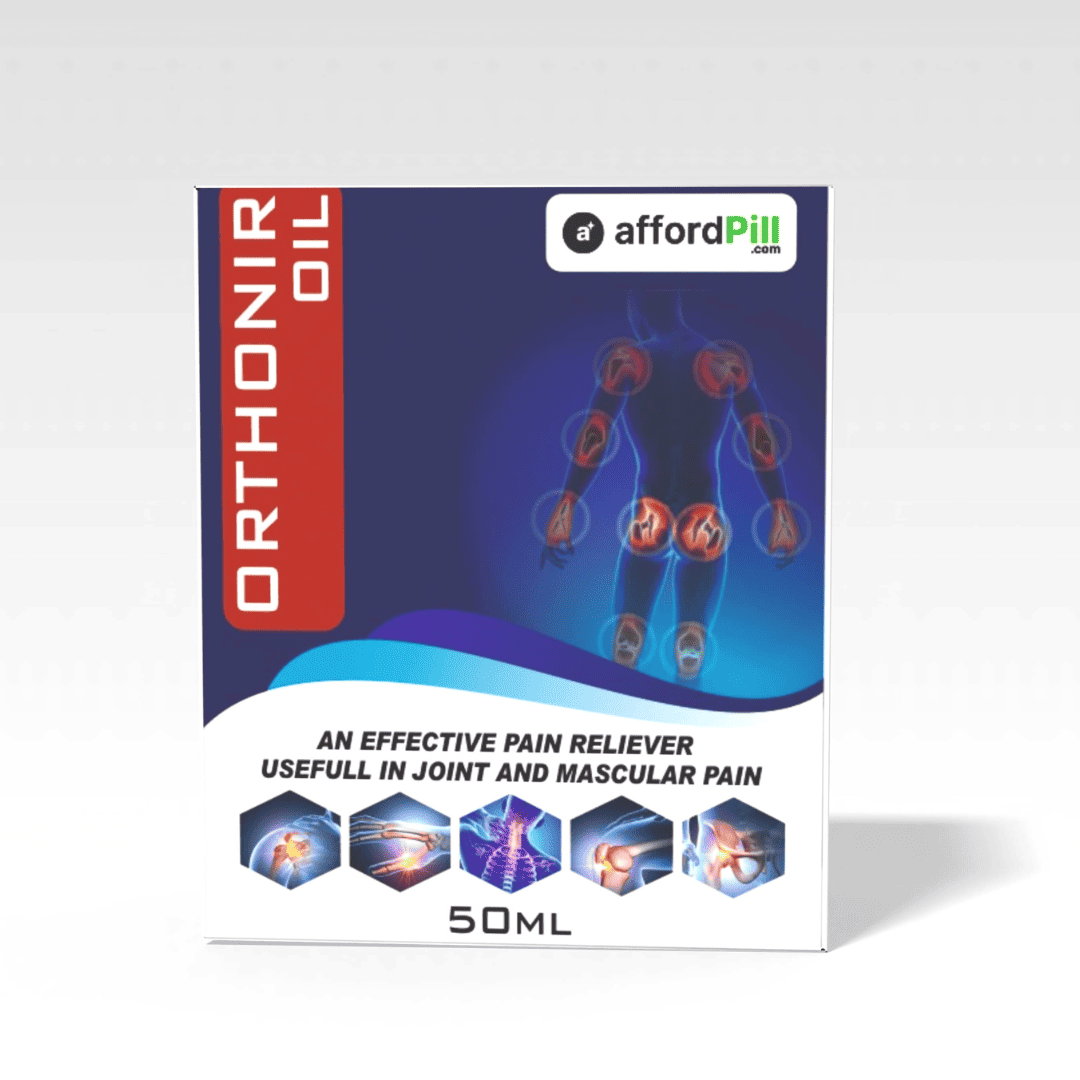 ORTHONIR
OIL
a
affordPill
.com
AN EFFECTIVE PAIN RELIEVER
USEFULL IN JOINT AND MASCULAR PAIN
50ML